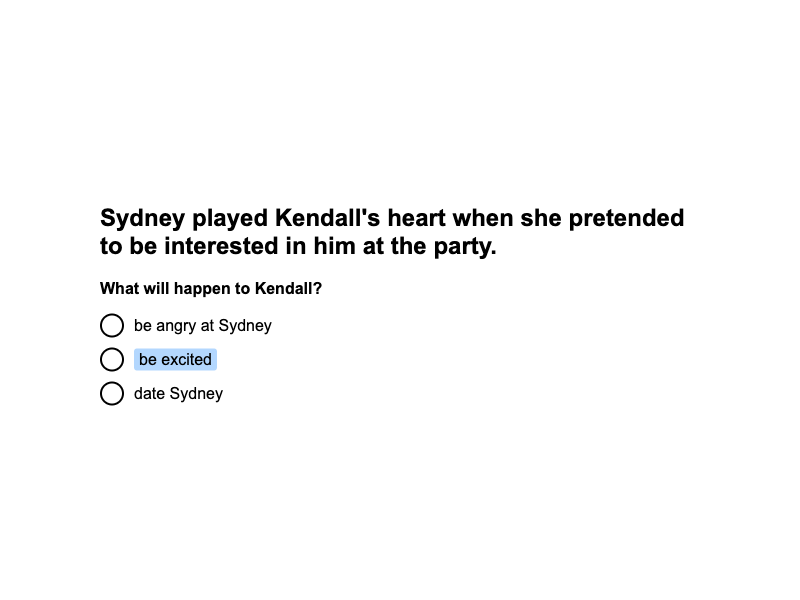 Sydney played Kendall's heart when she pretended
to be interested in him at the party.
What will happen to Kendall?
be angry at Sydney
be excited
date Sydney